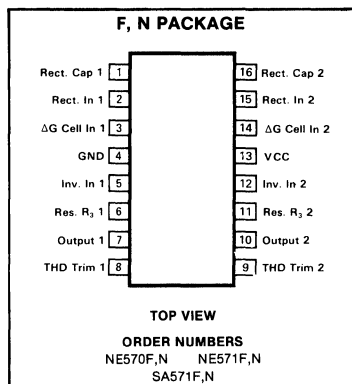 F, N PACKAGE
Rect. Cap 1 1 16 Rect. Cap 2
Rect. In 1 2 15 Rect. In 2
ΔG Cell In 1 3 14 ΔG Cell In 2
GND 4 13 VCC
Inv. In 1 5 12 Inv. In 2
Res. R₃ 1 6 11 Res. R₃ 2
Output 1 7 10 Output 2
THD Trim 1 8 9 THD Trim 2
TOP VIEW
ORDER NUMBERS
NE570F,N NE571F,N
SA571F,N